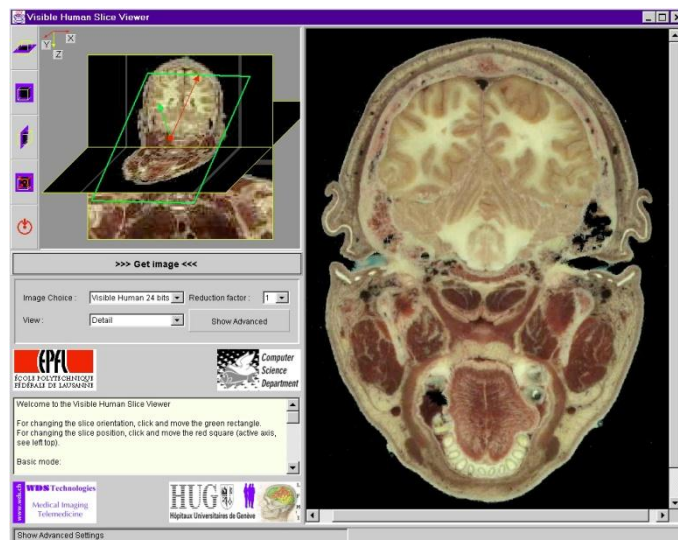 Visible Human Slice Viewer
X
Y
Z
>>> Get image <<<
Image Choice : Visible Human 24 bits Reduction factor : 1
View : Detail Show Advanced
EPFL
ÉCOLE POLYTECHNIQUE
FÉDÉRALE DE LAUSANNE
Computer
Science
Department
Welcome to the Visible Human Slice Viewer
For changing the slice orientation, click and move the green rectangle.
For changing the slice position, click and move the red square (active axis,
see left top).
Basic mode:
www.wds.ch
WDS Technologies
Medical Imaging
Telemedicine
HUG
Hôpitaux Universitaires de Genève
Show Advanced Settings